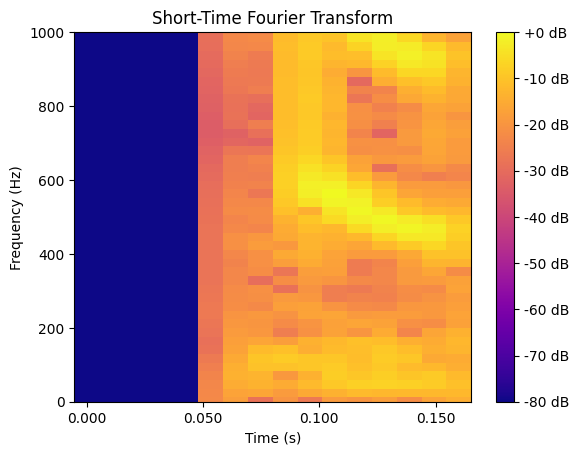 Short-Time Fourier Transform
Frequency (Hz)
1000
800
600
400
200
0
0.000
0.050
0.100
0.150
Time (s)
+0 dB
-10 dB
-20 dB
-30 dB
-40 dB
-50 dB
-60 dB
-70 dB
-80 dB